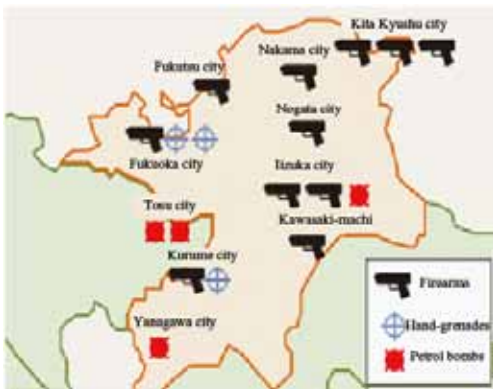 Kita Kyushu city
Nakama city
Fukutsu city
Nogata city
Fukuoka city
Iizuka city
Tosu city
Kawasaki-machi
Kurume city
Yanagawa city
Firearms
Hand-grenades
Petrol bombs